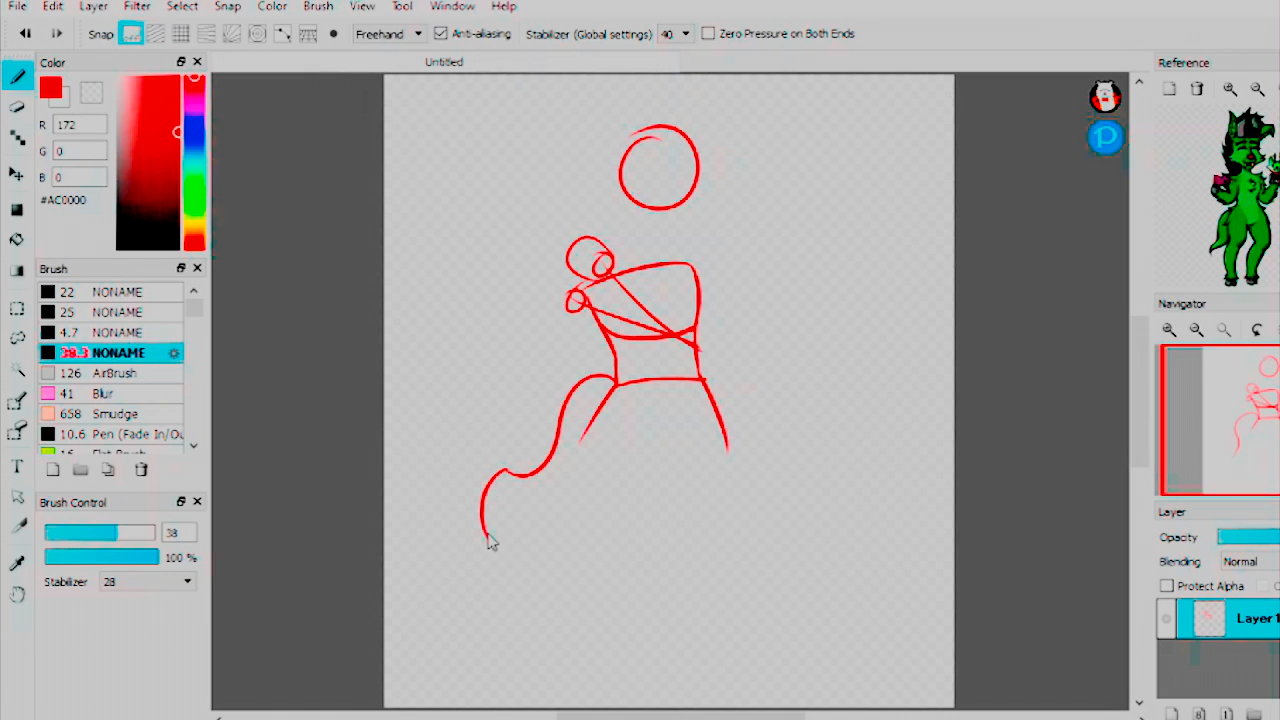 File Edit Layer Filter Select Snap Color Brush View Tool Window Help
Snap Freehand Anti-aliasing Stabilizer (Global settings) 40 Zero Pressure on Both Ends
Color Untitled Reference
R 172
G 0
B 0
#AC0000
P
Brush
22 NONAME
25 NONAME
4.7 NONAME
38.3 NONAME
126 AirBrush
41 Blur
658 Smudge
10.6 Pen (Fade In/Ou
Navigator
Brush Control
38
100 %
Stabilizer 28
Layer
Opacity
Blending Normal
Protect Alpha
Layer 1